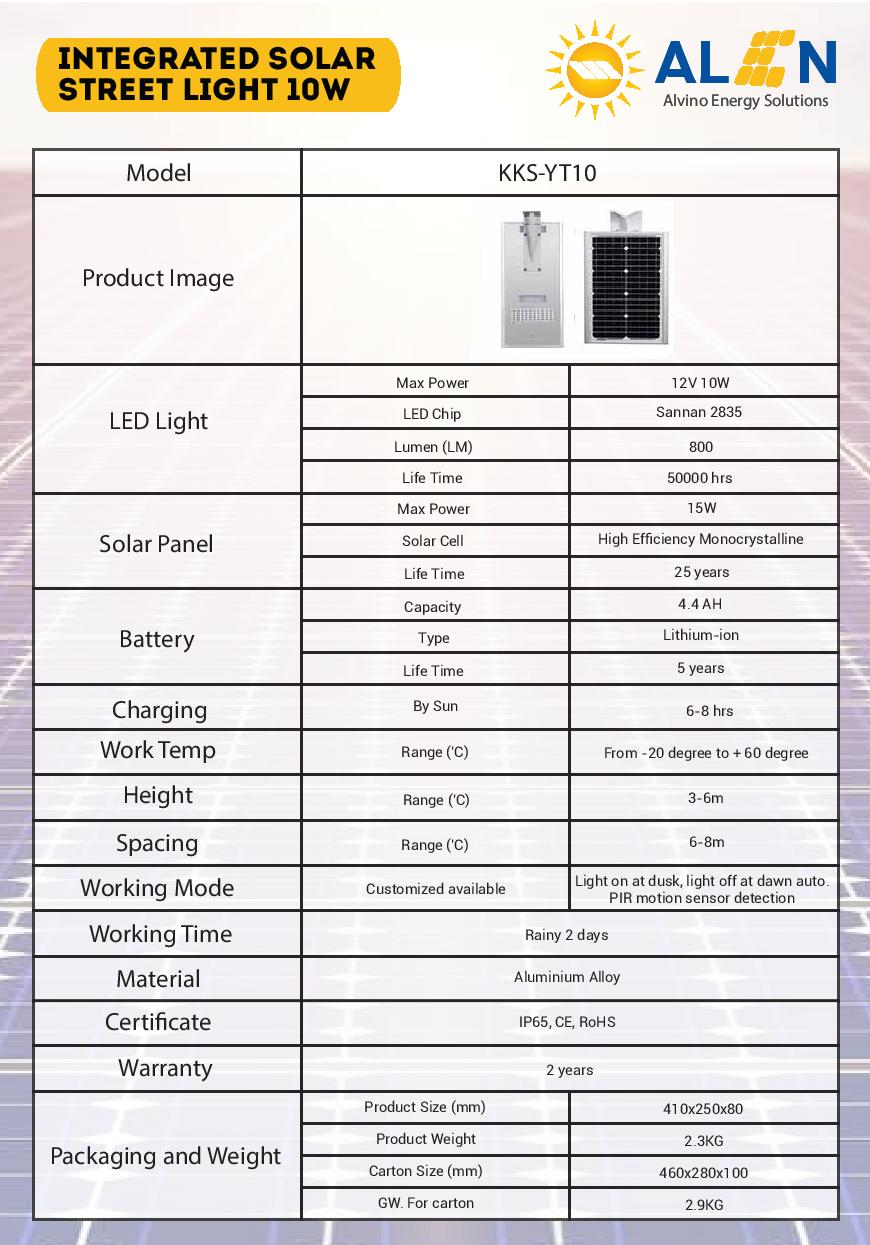 INTEGRATED SOLAR
STREET LIGHT 10W
ALEN
Alvino Energy Solutions
Model
KKS-YT10
Product Image
LED Light
Max Power
12V 10W
LED Chip
Sannan 2835
Lumen (LM)
800
Life Time
50000 hrs
Solar Panel
Max Power
15W
Solar Cell
High Efficiency Monocrystalline
Life Time
25 years
Battery
Capacity
4.4 AH
Type
Lithium-ion
Life Time
5 years
Charging
By Sun
6-8 hrs
Work Temp
Range ('C)
From -20 degree to + 60 degree
Height
Range ('C)
3-6m
Spacing
Range ('C)
6-8m
Working Mode
Customized available
Light on at dusk, light off at dawn auto.
PIR motion sensor detection
Working Time
Rainy 2 days
Material
Aluminium Alloy
Certificate
IP65, CE, RoHS
Warranty
2 years
Packaging and Weight
Product Size (mm)
410x250x80
Product Weight
2.3KG
Carton Size (mm)
460x280x100
GW. For carton
2.9KG